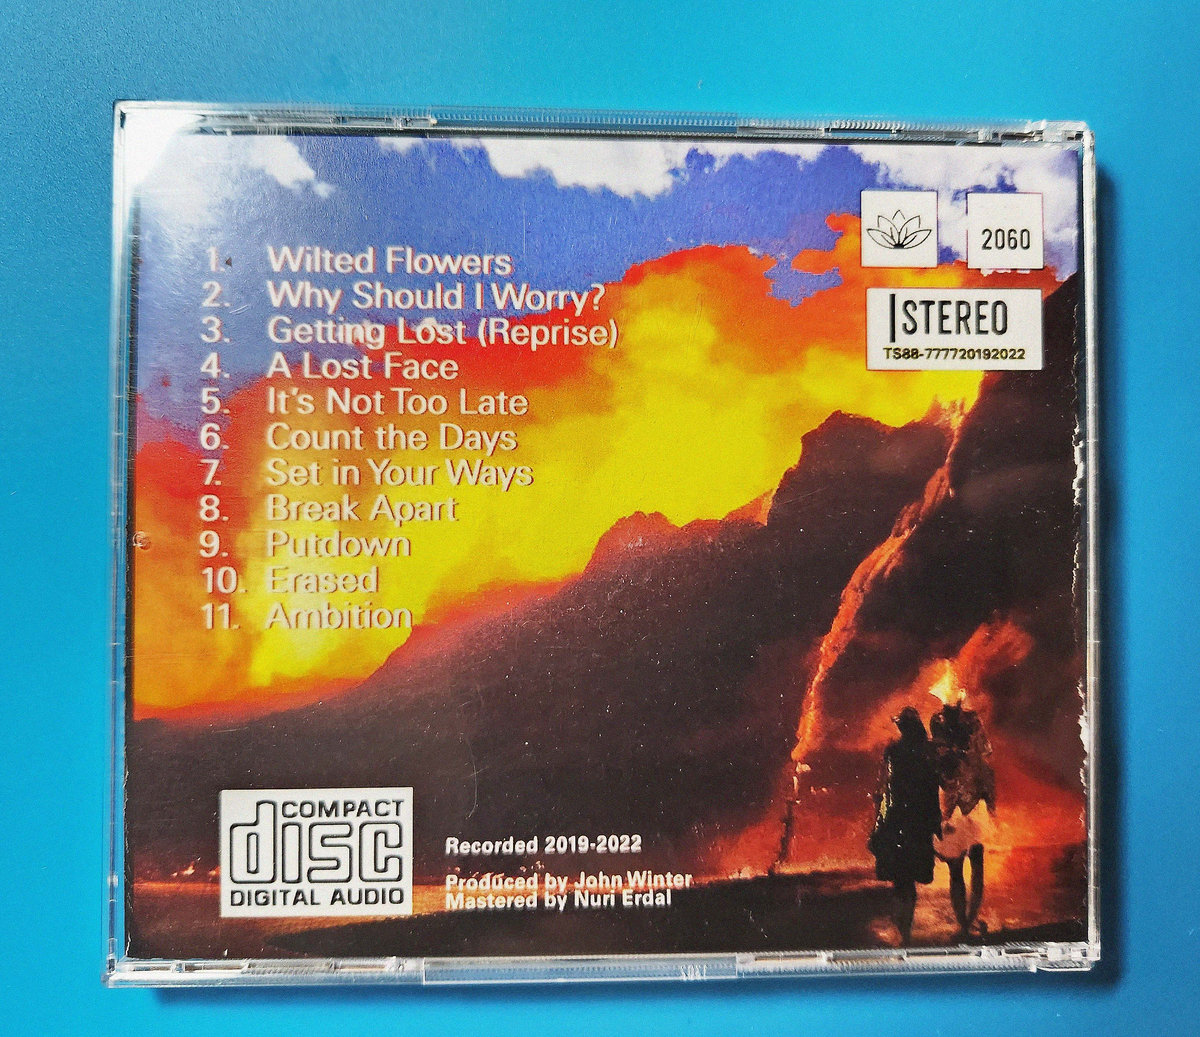 1. Wilted Flowers
2. Why Should I Worry?
3. Getting Lost (Reprise)
4. A Lost Face
5. It's Not Too Late
6. Count the Days
7. Set in Your Ways
8. Break Apart
9. Putdown
10. Erased
11. Ambition
2060
STEREO
TS88-777720192022
COMPACT
disc
DIGITAL AUDIO
Recorded 2019-2022
Produced by John Winter
Mastered by Nuri Erdal